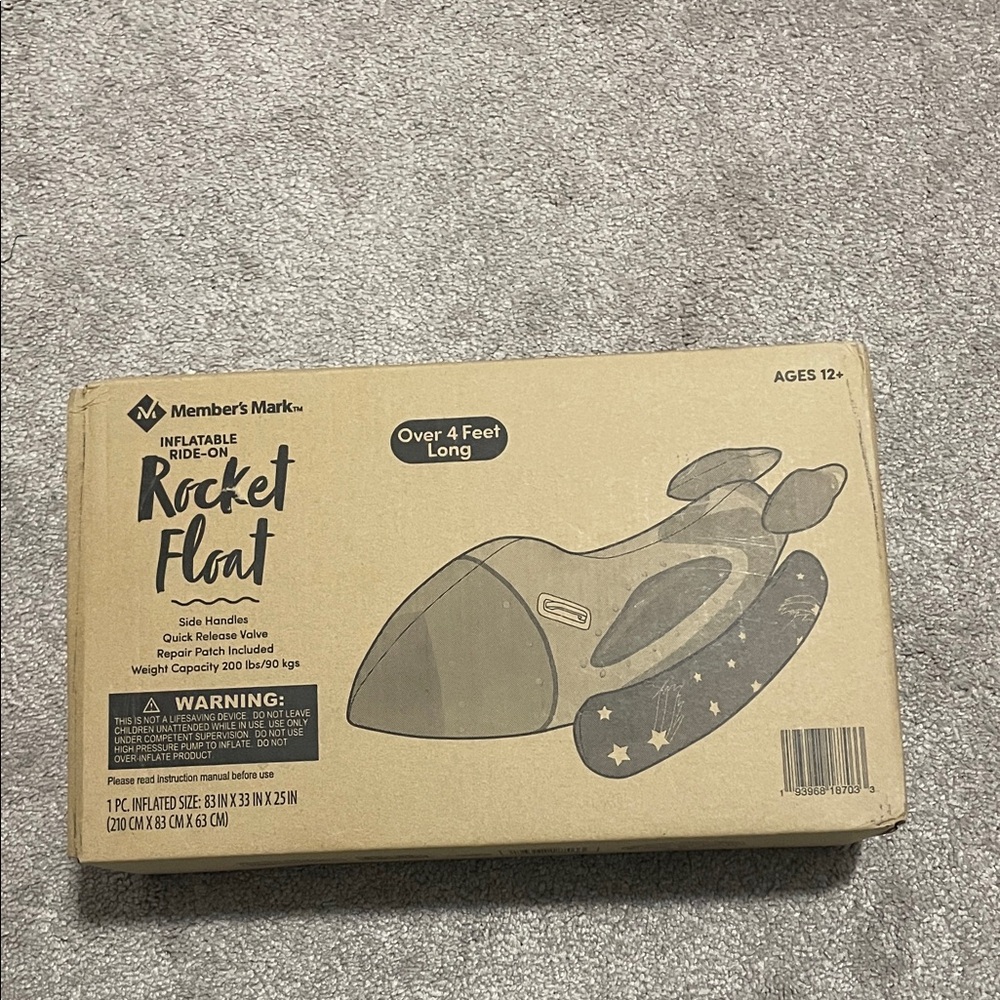 Member's Mark™
INFLATABLE
RIDE-ON
Rocket
Float
Side Handles
Quick Release Valve
Repair Patch Included
Weight Capacity 200 lbs/90 kgs
WARNING:
THIS IS NOT A LIFESAVING DEVICE. DO NOT LEAVE
CHILDREN UNATTENDED WHILE IN USE. USE ONLY
UNDER COMPETENT SUPERVISION. DO NOT USE
HIGH PRESSURE PUMP TO INFLATE. DO NOT
OVER-INFLATE PRODUCT.
Please read instruction manual before use
1 PC. INFLATED SIZE: 83 IN X 33 IN X 25 IN
(210 CM X 83 CM X 63 CM)
Over 4 Feet
Long
AGES 12+
1 93968 18703 3